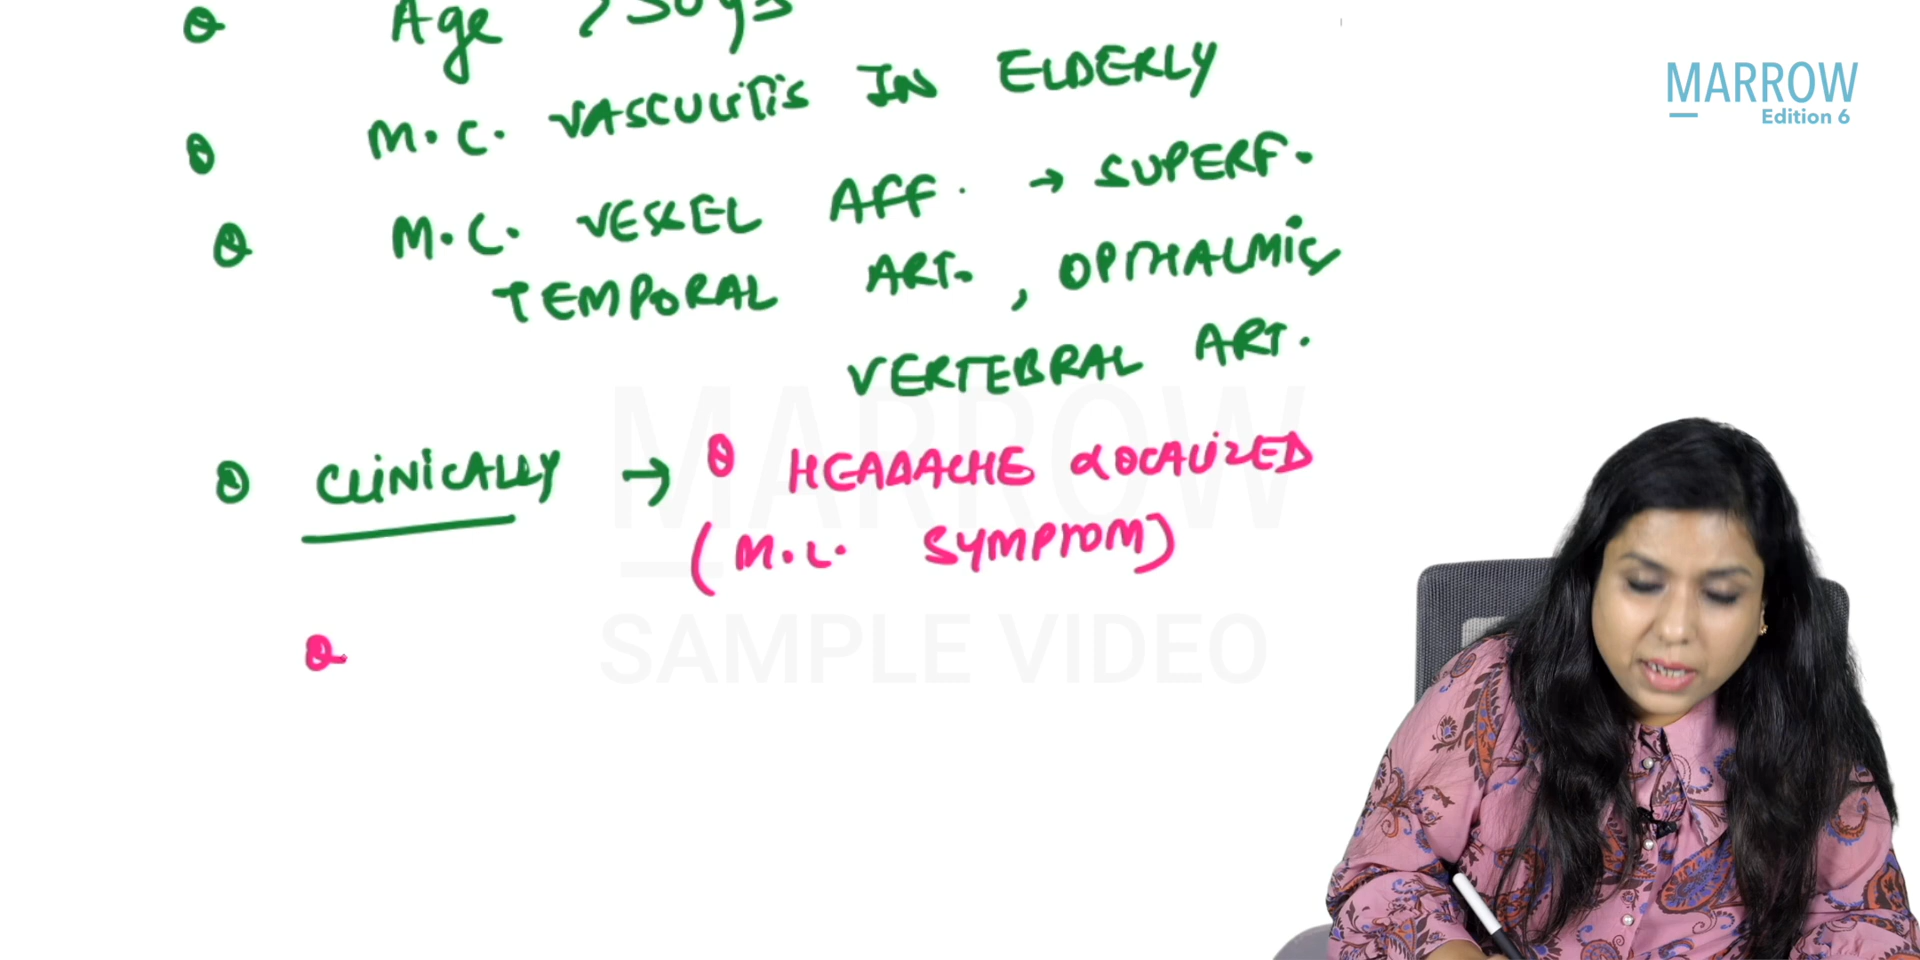 Age >50ys
MARROW
Edition 6
M.C. VASCULITIS IN ELDERLY
M.C. VESSEL AFF. → SUPERF.
TEMPORAL ART., OPTHALMIC
VERTEBRAL ART.
CLINICALLY → HEADACHE LOCALIZED
(M.C. SYMPTOM)
MARROW
SAMPLE VIDEO